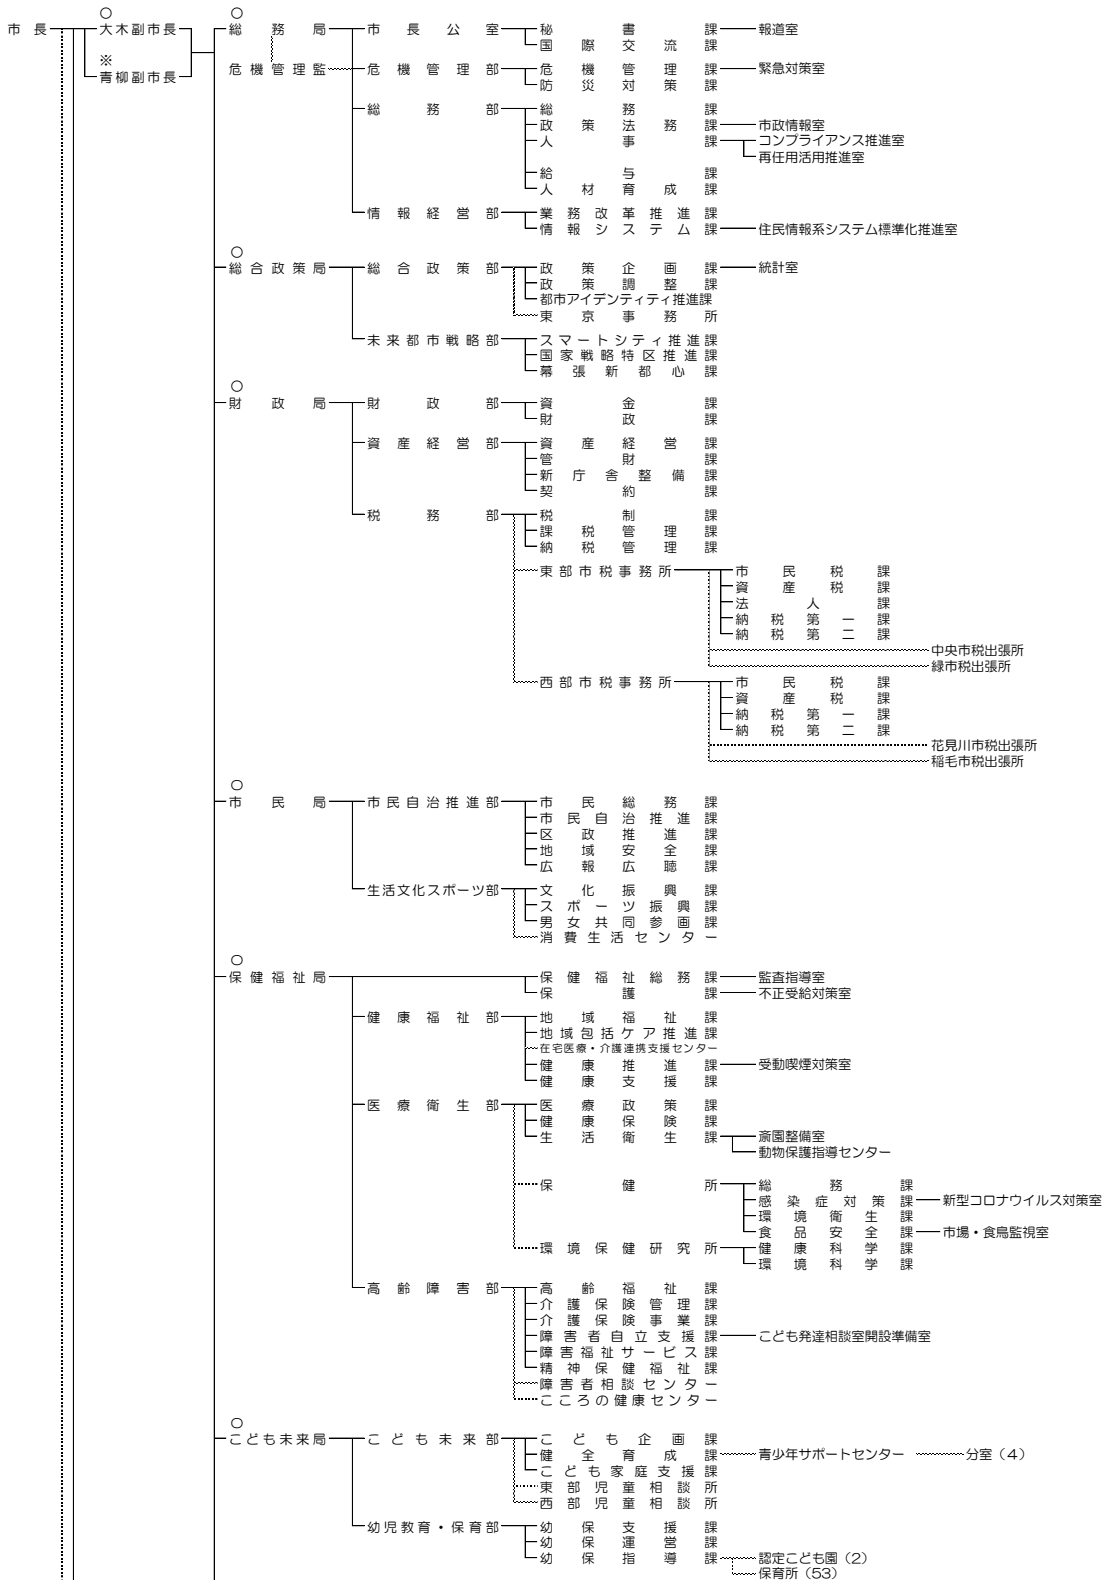 ○ ○
市長 大木副市長 総務局 市長公室 秘書課 報道室
国際交流課
※
青柳副市長 危機管理監 危機管理部 危機管理課 緊急対策室
防災対策課
総務部 総務課
政策法務課 市政情報室
人事課 コンプライアンス推進室
再任用活用推進室
給与課
人材育成課
情報経営部 業務改革推進課
情報システム課 住民情報系システム標準化推進室
○
総合政策局 総合政策部 政策企画課 統計室
政策調整課
都市アイデンティティ推進課
東京事務所
未来都市戦略部 スマートシティ推進課
国家戦略特区推進課
幕張新都心課
○
財政局 財政部 資金課
財政課
資産経営部 資産経営課
管財課
新庁舎整備課
契約課
税務部 税制課
課税管理課
納税管理課
東部市税事務所 市民税課
資産税課
法人課
納税第一課
納税第二課
中央市税出張所
緑市税出張所
西部市税事務所 市民税課
資産税課
納税第一課
納税第二課
花見川市税出張所
稲毛市税出張所
○
市民局 市民自治推進部 市民総務課
市民自治推進課
区政推進課
地域安全課
広報広聴課
生活文化スポーツ部 文化振興課
スポーツ振興課
男女共同参画課
消費生活センター
○
保健福祉局 保健福祉総務課 監査指導室
保護課 不正受給対策室
健康福祉部 地域福祉課
地域包括ケア推進課
在宅医療・介護連携支援センター
健康推進課 受動喫煙対策室
健康支援課
医療衛生部 医療政策課
健康保険課
生活衛生課 斎園整備室
動物保護指導センター
保健所 総務課
感染症対策課 新型コロナウイルス対策室
環境衛生課
食品安全課 市場・食鳥監視室
環境保健研究所 健康科学課
環境科学課
高齢障害部 高齢福祉課
介護保険管理課
介護保険事業課
障害者自立支援課 こども発達相談室開設準備室
障害福祉サービス課
精神保健福祉課
障害者相談センター
こころの健康センター
○
こども未来局 こども未来部 こども企画課
健全育成課 青少年サポートセンター 分室（4）
こども家庭支援課
東部児童相談所
西部児童相談所
幼児教育・保育部 幼保支援課
幼保運営課
幼保指導課 認定こども園（2）
保育所（53）